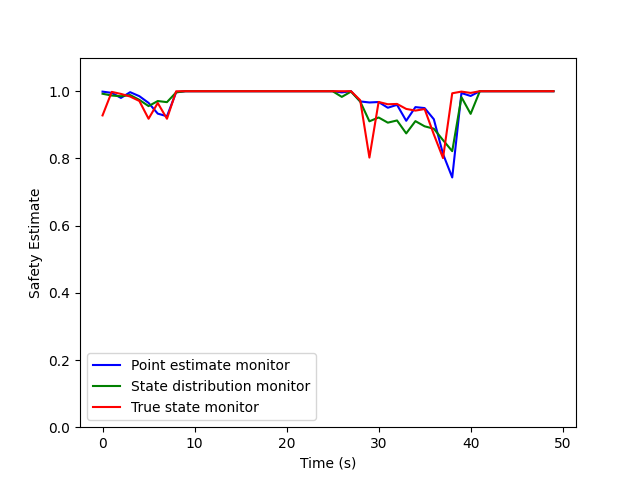 1.0
0.8
0.6
0.4
0.2
0.0
Safety Estimate
Point estimate monitor
State distribution monitor
True state monitor
0 10 20 30 40 50
Time (s)